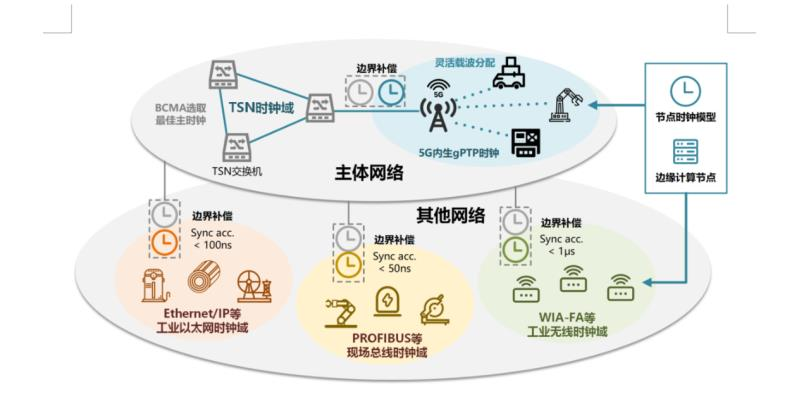 边界补偿
灵活载波分配
5G
BCMA选取
最佳主时钟
TSN时钟域
TSN交换机
5G内生gPTP时钟
主体网络
节点时钟模型
边缘计算节点
其他网络
边界补偿
Sync acc.
< 100ns
边界补偿
Sync acc.
< 50ns
边界补偿
Sync acc.
< 1μs
Ethernet/IP等
工业以太网时钟域
PROFIBUS等
现场总线时钟域
WIA-FA等
工业无线时钟域